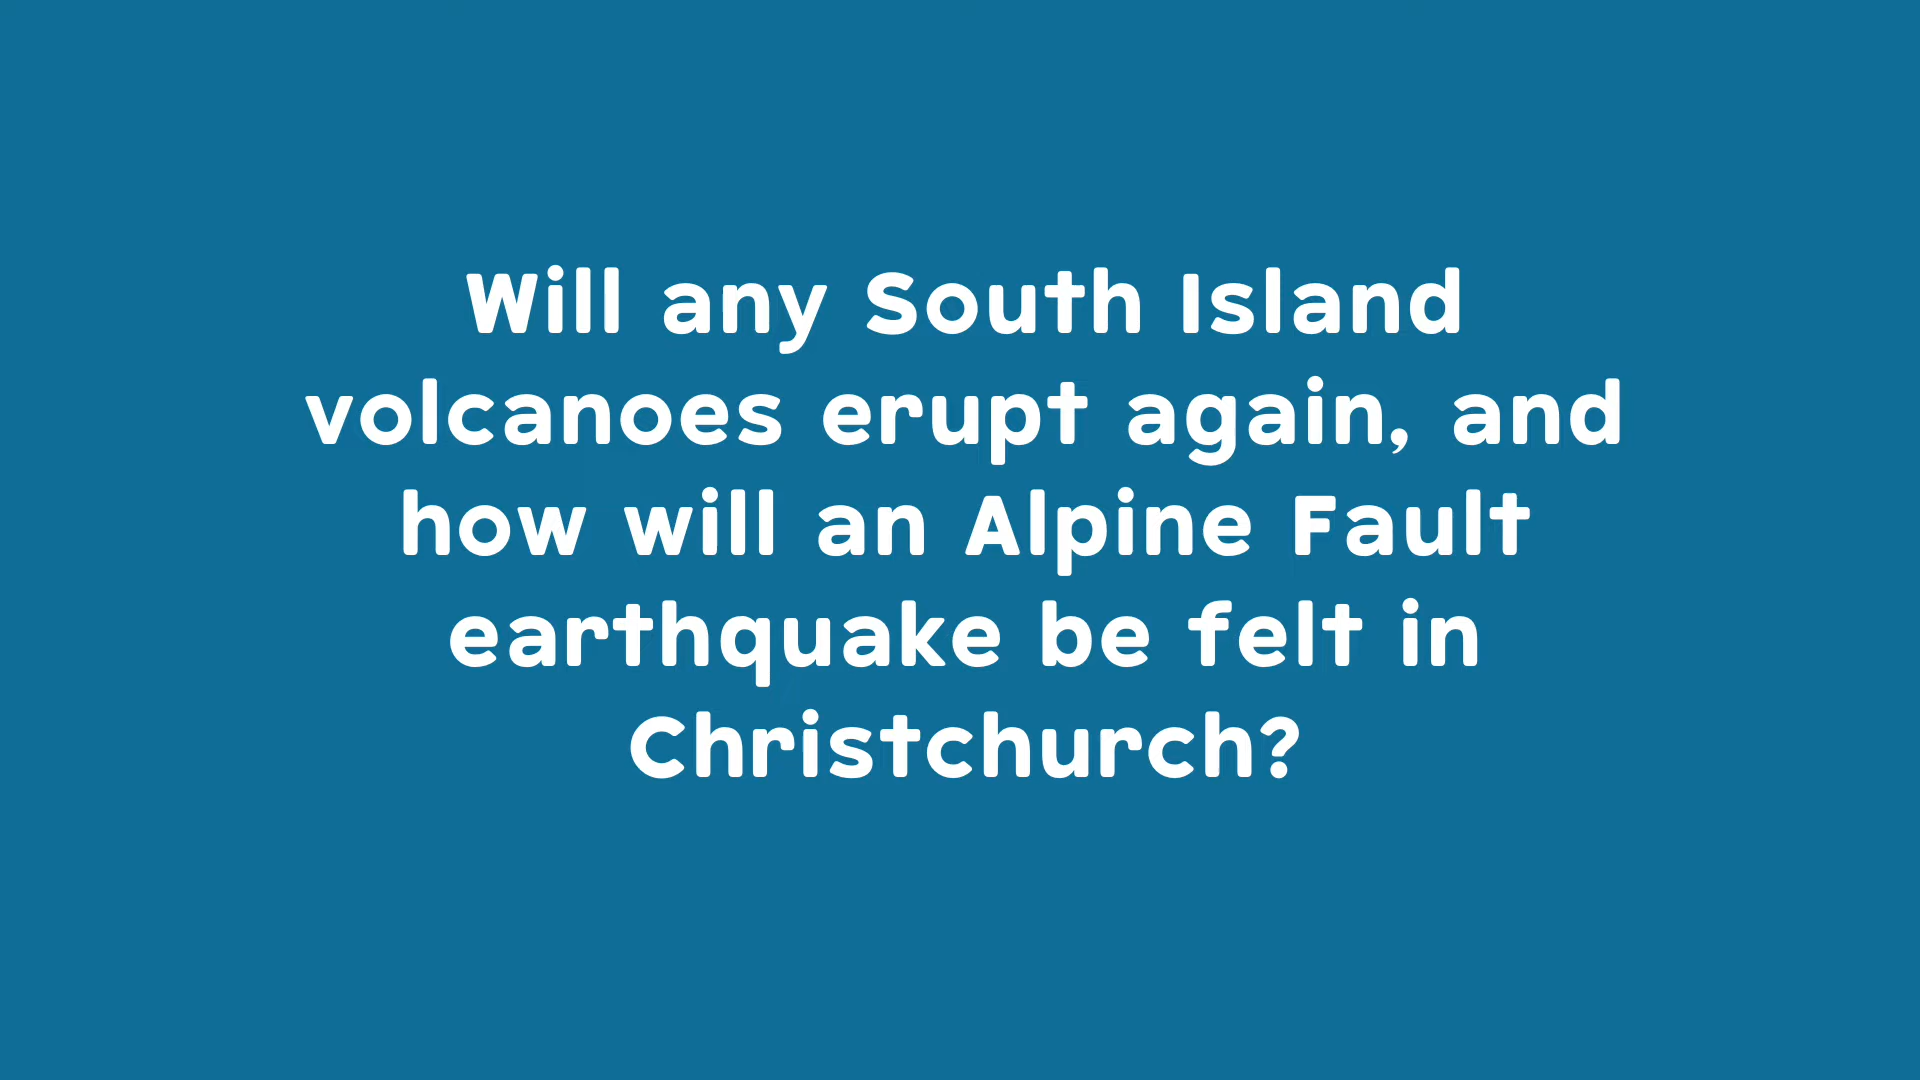 Will any South Island
volcanoes erupt again, and
how will an Alpine Fault
earthquake be felt in
Christchurch?